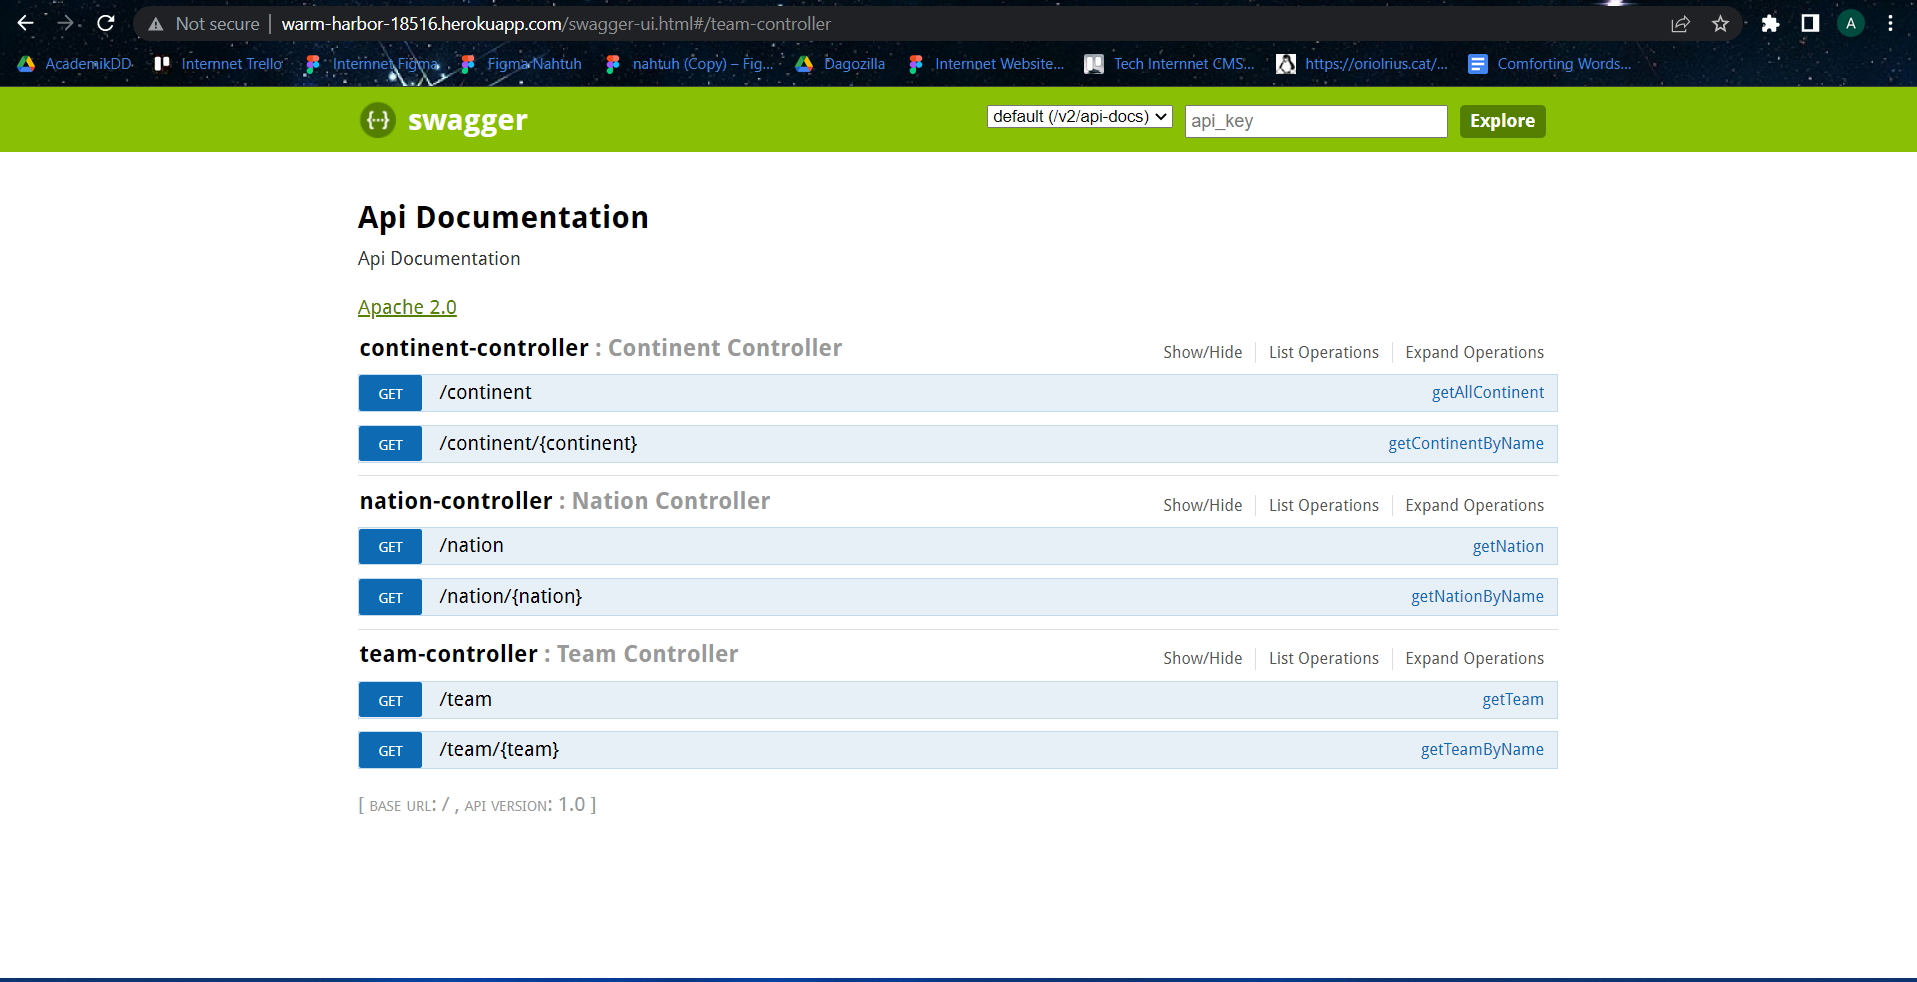 Not secure | warm-harbor-18516.herokuapp.com/swagger-ui.html#/team-controller A
AcademikDD Internnet Trello Internnet Figma Figma Nahtuh nahtuh (Copy) – Fig... Dagozilla Internnet Website... Tech Internnet CMS... https://oriolrius.cat/... Comforting Words...
{··} swagger default (/v2/api-docs) api_key Explore
Api Documentation
Api Documentation
Apache 2.0
continent-controller : Continent Controller Show/Hide List Operations Expand Operations
GET /continent getAllContinent
GET /continent/{continent} getContinentByName
nation-controller : Nation Controller Show/Hide List Operations Expand Operations
GET /nation getNation
GET /nation/{nation} getNationByName
team-controller : Team Controller Show/Hide List Operations Expand Operations
GET /team getTeam
GET /team/{team} getTeamByName
[ BASE URL: / , API VERSION: 1.0 ]